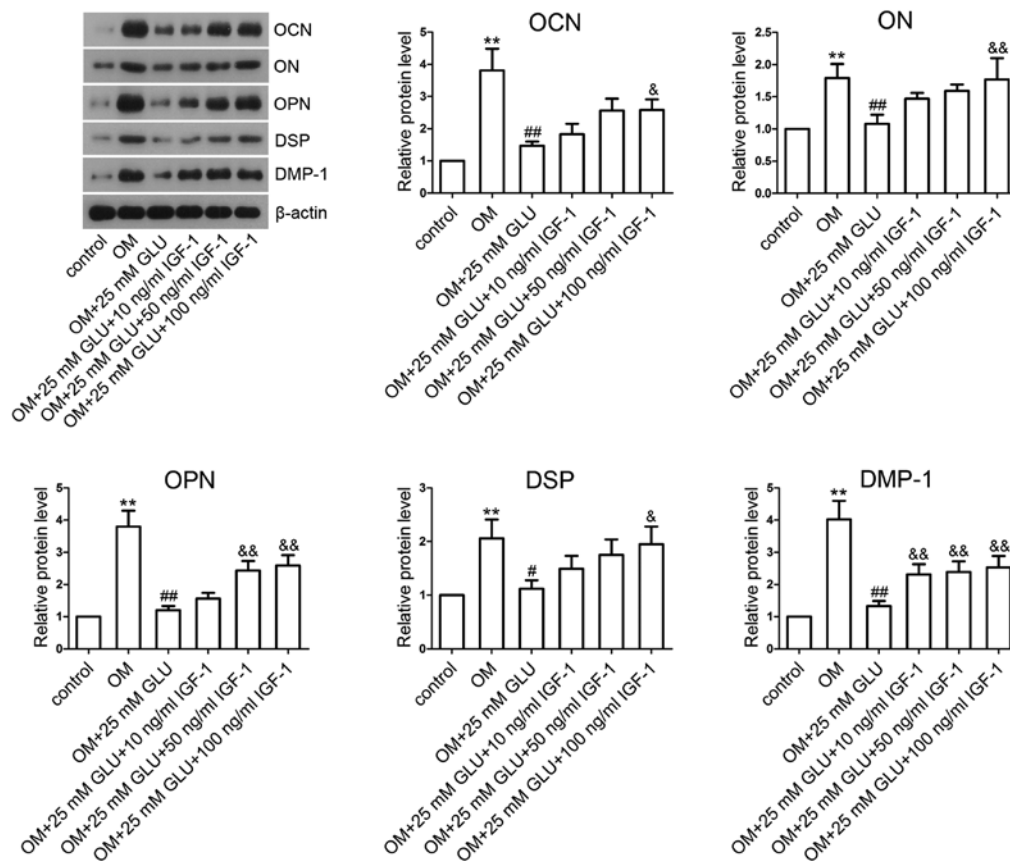 OCN
ON
OPN
DSP
DMP-1
β-actin
control
OM
OM+25 mM GLU
OM+25 mM GLU+10 ng/ml IGF-1
OM+25 mM GLU+50 ng/ml IGF-1
OM+25 mM GLU+100 ng/ml IGF-1
OCN
Relative protein level
5
4
3
2
1
0
**
##
&
control
OM
OM+25 mM GLU
OM+25 mM GLU+10 ng/ml IGF-1
OM+25 mM GLU+50 ng/ml IGF-1
OM+25 mM GLU+100 ng/ml IGF-1
ON
Relative protein level
2.5
2.0
1.5
1.0
0.5
0.0
**
##
&&
control
OM
OM+25 mM GLU
OM+25 mM GLU+10 ng/ml IGF-1
OM+25 mM GLU+50 ng/ml IGF-1
OM+25 mM GLU+100 ng/ml IGF-1
OPN
Relative protein level
5
4
3
2
1
0
**
##
&&
&&
control
OM
OM+25 mM GLU
OM+25 mM GLU+10 ng/ml IGF-1
OM+25 mM GLU+50 ng/ml IGF-1
OM+25 mM GLU+100 ng/ml IGF-1
DSP
Relative protein level
3
2
1
0
**
#
&
control
OM
OM+25 mM GLU
OM+25 mM GLU+10 ng/ml IGF-1
OM+25 mM GLU+50 ng/ml IGF-1
OM+25 mM GLU+100 ng/ml IGF-1
DMP-1
Relative protein level
5
4
3
2
1
0
**
##
&&
&&
&&
control
OM
OM+25 mM GLU
OM+25 mM GLU+10 ng/ml IGF-1
OM+25 mM GLU+50 ng/ml IGF-1
OM+25 mM GLU+100 ng/ml IGF-1